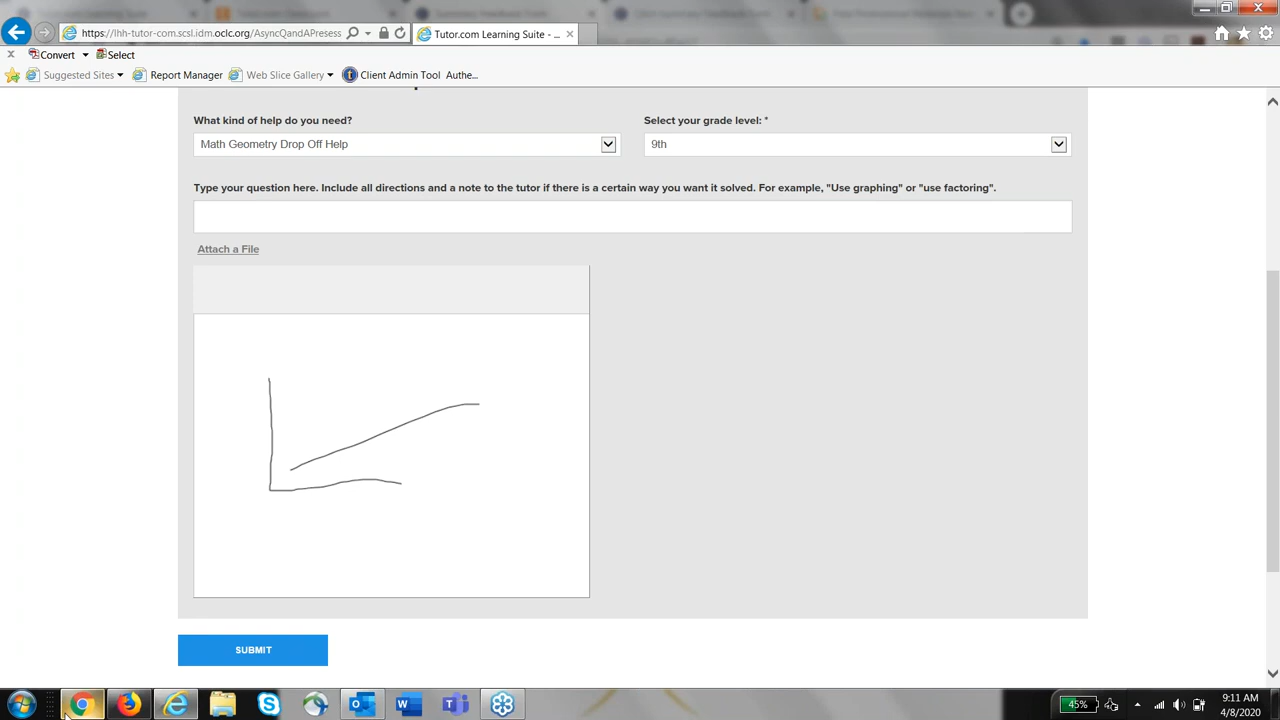 https://lhh-tutor-com.scsl.idm.oclc.org/AsyncQandAPresess
Tutor.com Learning Suite - ...
Convert
Select
Suggested Sites
Report Manager
Web Slice Gallery
Client Admin Tool
Authe...
What kind of help do you need?
Select your grade level: *
Math Geometry Drop Off Help
9th
Type your question here. Include all directions and a note to the tutor if there is a certain way you want it solved. For example, "Use graphing" or "use factoring".
Attach a File
SUBMIT
45%
9:11 AM
4/8/2020